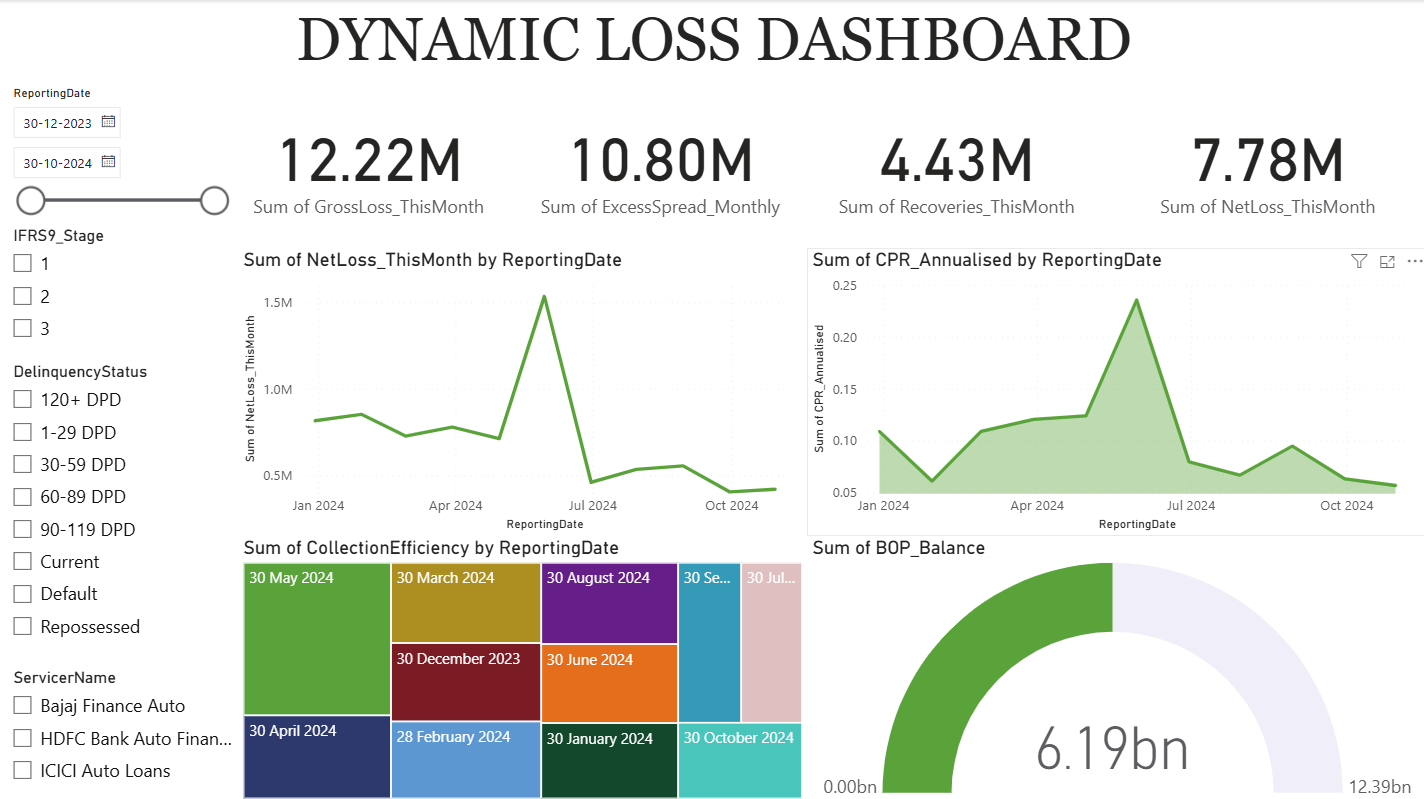 DYNAMIC LOSS DASHBOARD
ReportingDate
30-12-2023
30-10-2024
IFRS9_Stage
1
2
3
DelinquencyStatus
120+ DPD
1-29 DPD
30-59 DPD
60-89 DPD
90-119 DPD
Current
Default
Repossessed
ServicerName
Bajaj Finance Auto
HDFC Bank Auto Finan...
ICICI Auto Loans
12.22M
Sum of GrossLoss_ThisMonth
10.80M
Sum of ExcessSpread_Monthly
4.43M
Sum of Recoveries_ThisMonth
7.78M
Sum of NetLoss_ThisMonth
Sum of NetLoss_ThisMonth by ReportingDate
Sum of NetLoss_ThisMonth
1.5M
1.0M
0.5M
Jan 2024 Apr 2024 Jul 2024 Oct 2024
ReportingDate
Sum of CPR_Annualised by ReportingDate
Sum of CPR_Annualised
0.25
0.20
0.15
0.10
0.05
Jan 2024 Apr 2024 Jul 2024 Oct 2024
ReportingDate
Sum of CollectionEfficiency by ReportingDate
30 May 2024
30 April 2024
30 March 2024
30 December 2023
28 February 2024
30 August 2024
30 June 2024
30 January 2024
30 Se...
30 Jul...
30 October 2024
Sum of BOP_Balance
6.19bn
0.00bn
12.39bn